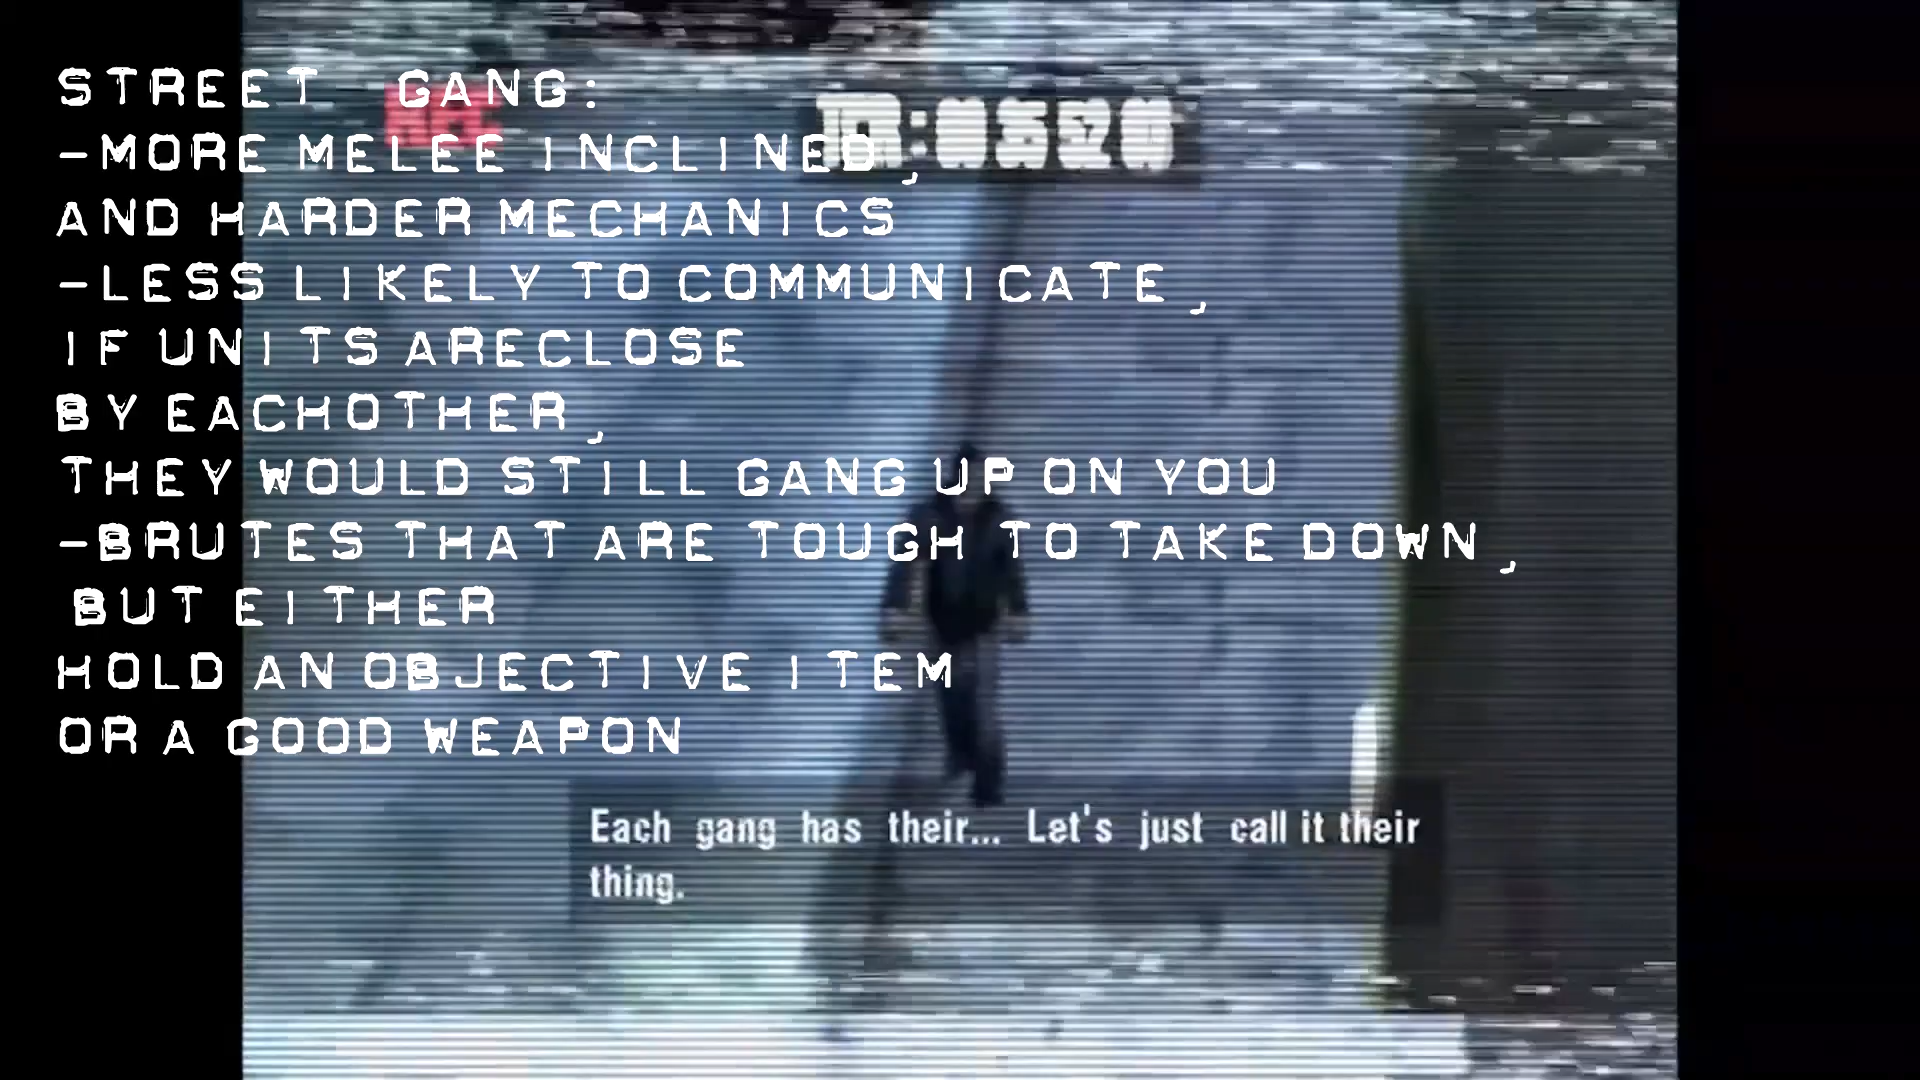 STREET GANG:
-MORE MELEE INCLINED,
AND HARDER MECHANICS
-LESS LIKELY TO COMMUNICATE,
IF UNITS ARECLOSE
BY EACHOTHER,
THEY WOULD STILL GANG UP ON YOU
-BRUTES THAT ARE TOUGH TO TAKE DOWN,
BUT EITHER
HOLD AN OBJECTIVE ITEM
OR A GOOD WEAPON
Each gang has their... Let's just call it their
thing.